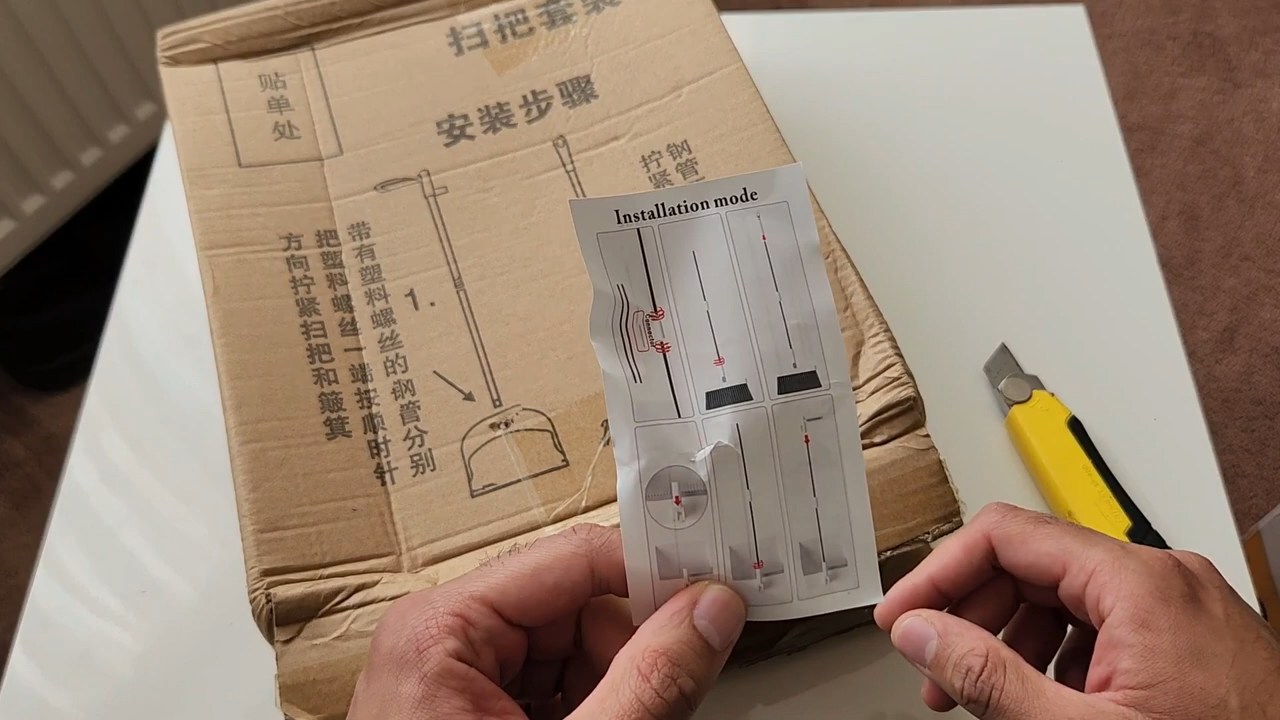 扫把套装
贴单处
安装步骤
钢管
拧紧
带有塑料螺丝的钢管分别
把塑料螺丝一端按顺时针
方向拧紧扫把和簸箕
1.
Installation mode
Connector